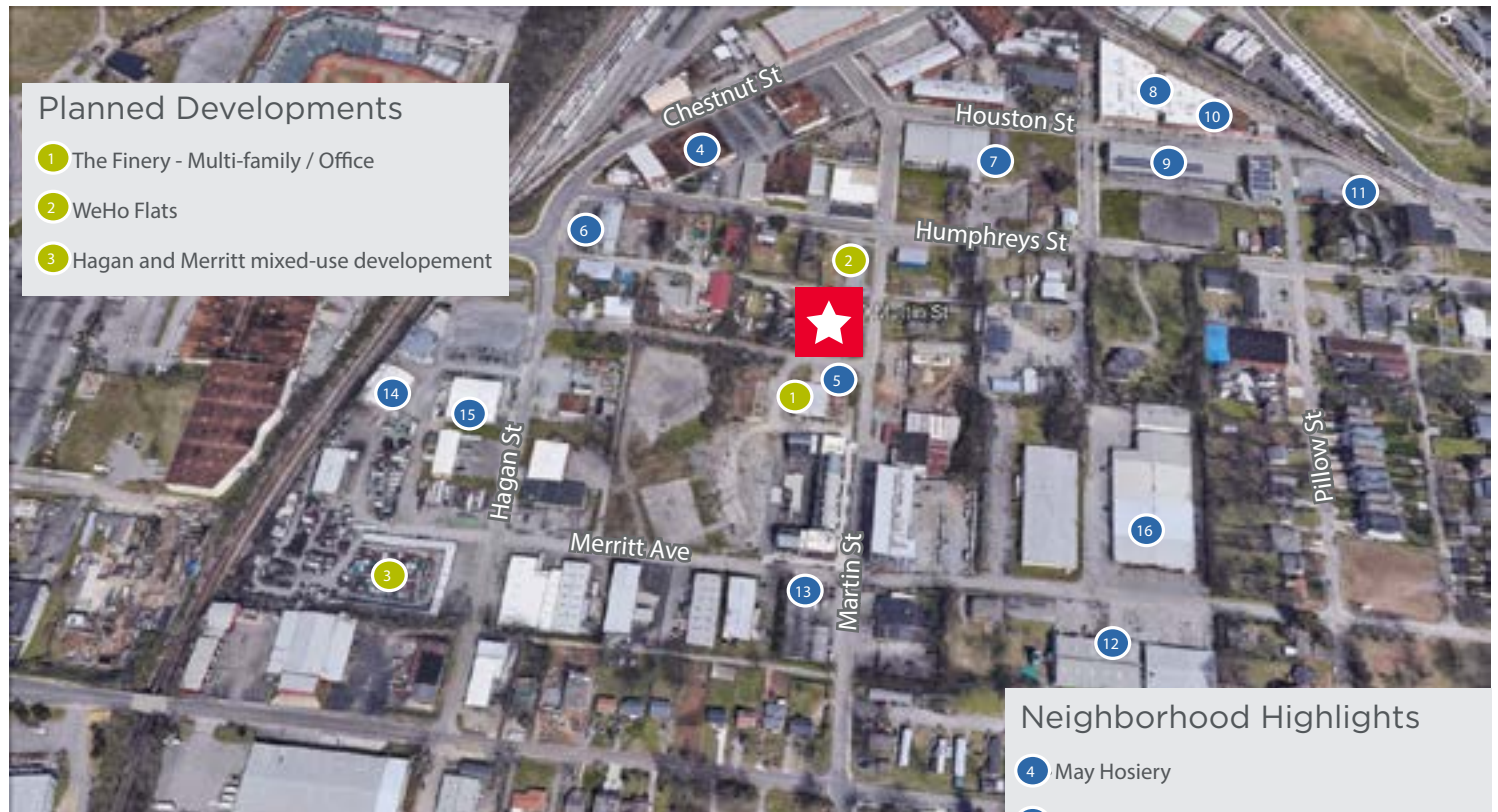 Planned Developments
1 The Finery - Multi-family / Office
2 WeHo Flats
3 Hagan and Merritt mixed-use developement
Chestnut St
Houston St
8
10
4
7
9
11
6
Humphreys St
2
5
1
14
15
Hagan St
Pillow St
16
Merritt Ave
3
13
Martin St
12
Neighborhood Highlights
4 May Hosiery